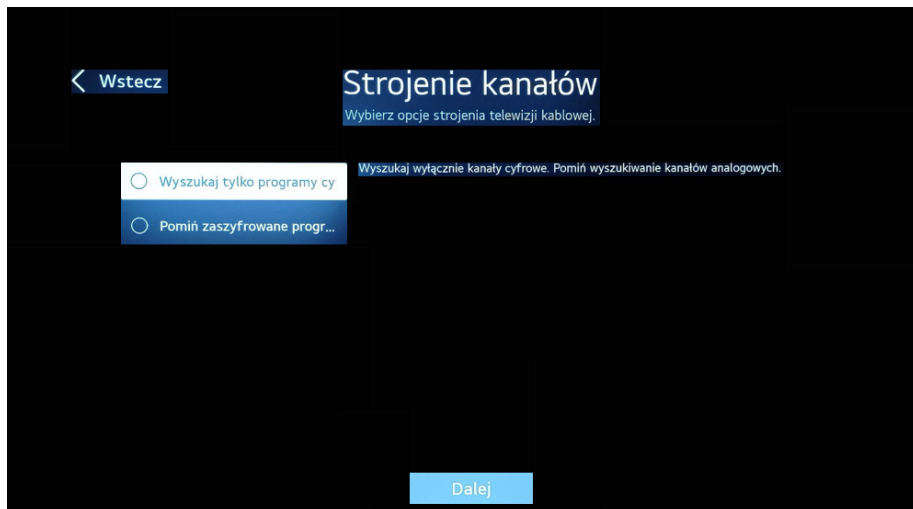 Wstecz
Strojenie kanałów
Wybierz opcje strojenia telewizji kablowej.
Wyszukaj tylko programy cy
Wyszukaj wyłącznie kanały cyfrowe. Pomiń wyszukiwanie kanałów analogowych.
Pomiń zaszyfrowane progr...
Dalej